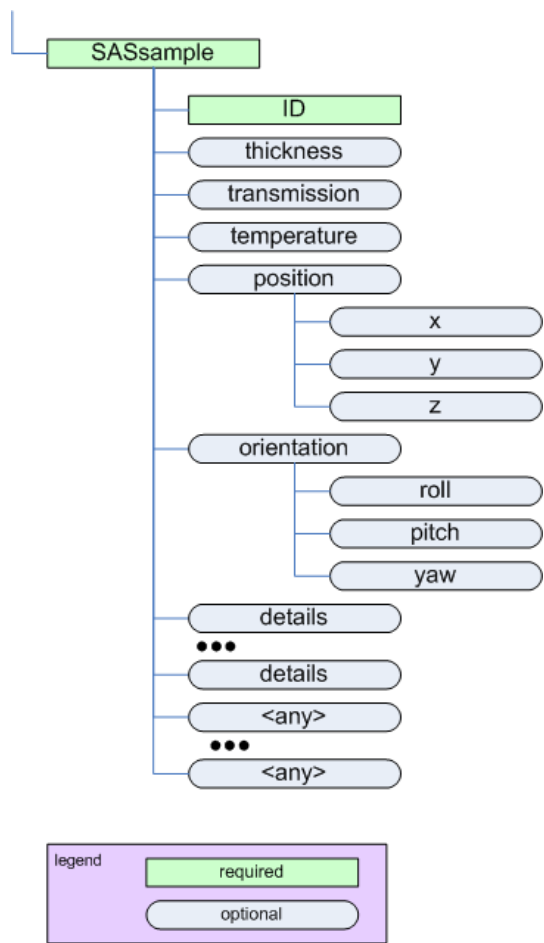 SASsample
ID
thickness
transmission
temperature
position
x
y
z
orientation
roll
pitch
yaw
details
details
<any>
<any>
legend
required
optional